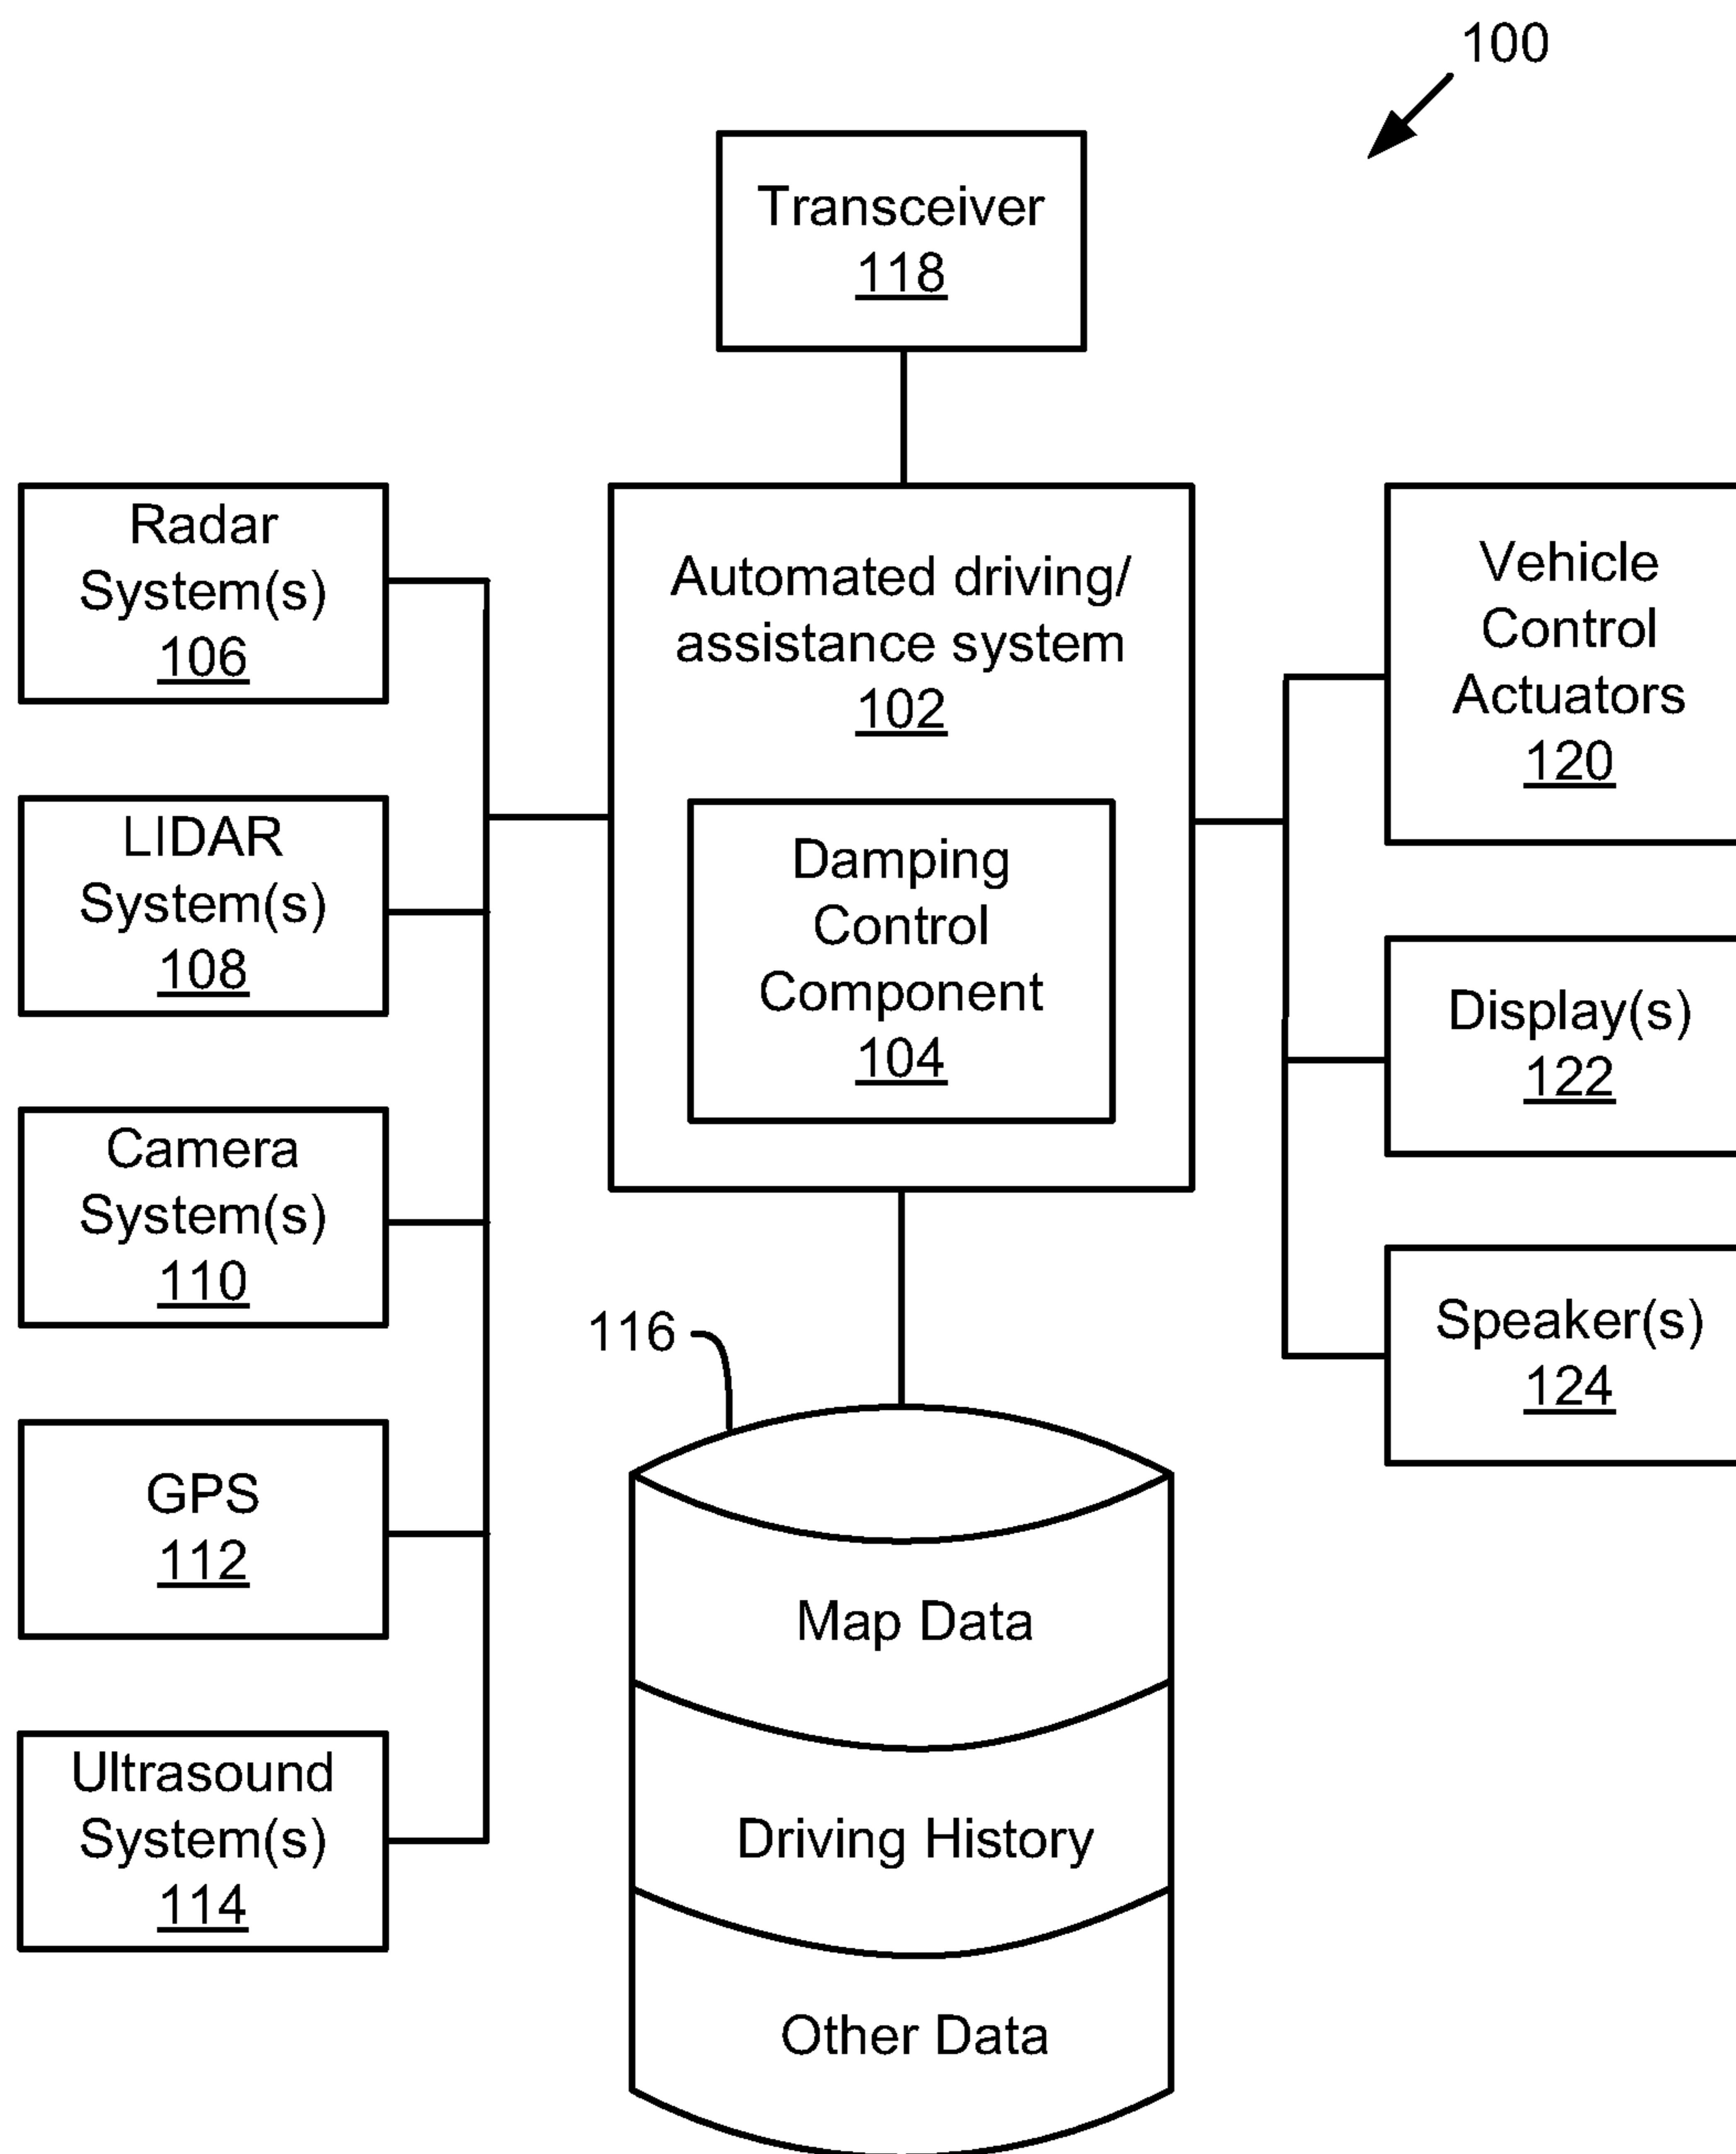 100
Transceiver
118
Radar
System(s)
106
LIDAR
System(s)
108
Camera
System(s)
110
GPS
112
Ultrasound
System(s)
114
Automated driving/
assistance system
102
Damping
Control
Component
104
Vehicle
Control
Actuators
120
Display(s)
122
Speaker(s)
124
116
Map Data
Driving History
Other Data